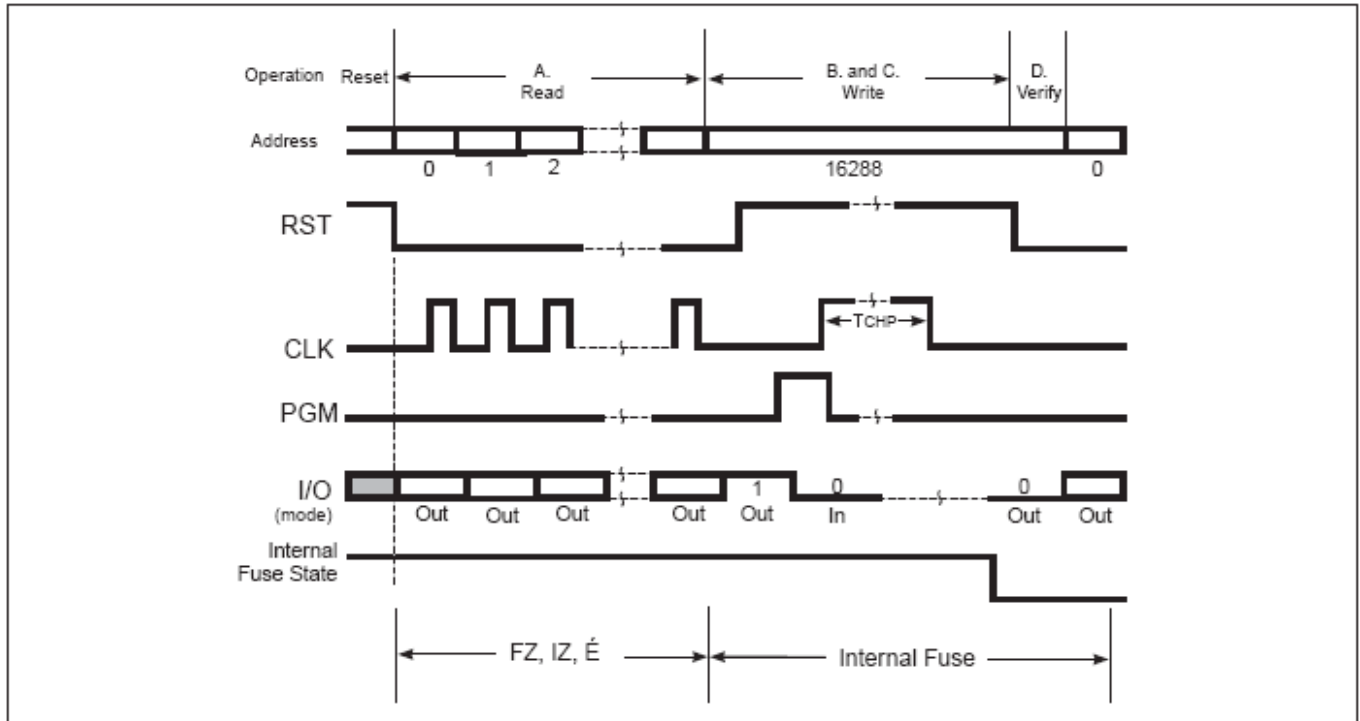 Operation Reset A. Read B. and C. Write D. Verify
Address
0 1 2 16288 0
RST
CLK TCHP
PGM
I/O (mode)
1 0 0
Out Out Out Out Out In Out Out
Internal Fuse State
FZ, IZ, É Internal Fuse